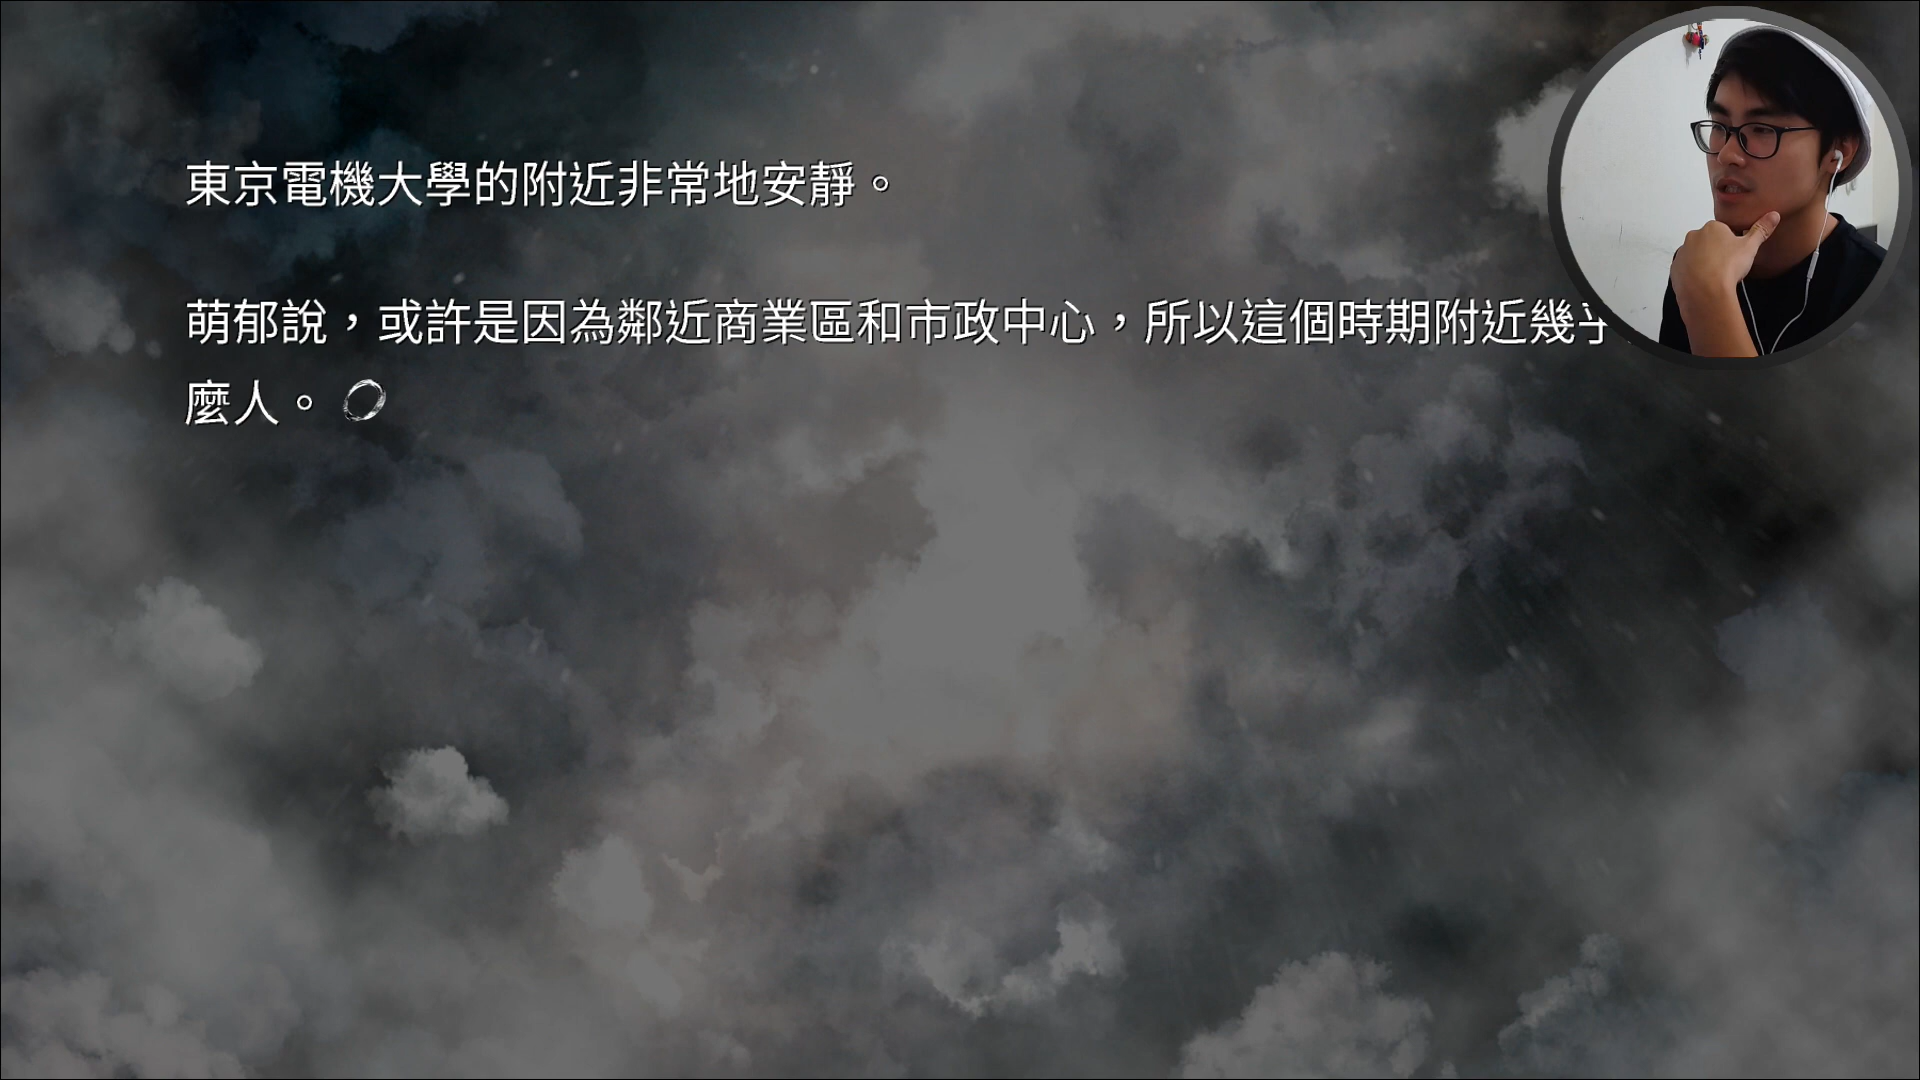 東京電機大學的附近非常地安靜。
萌郁說，或許是因為鄰近商業區和市政中心，所以這個時期附近幾乎
麼人。